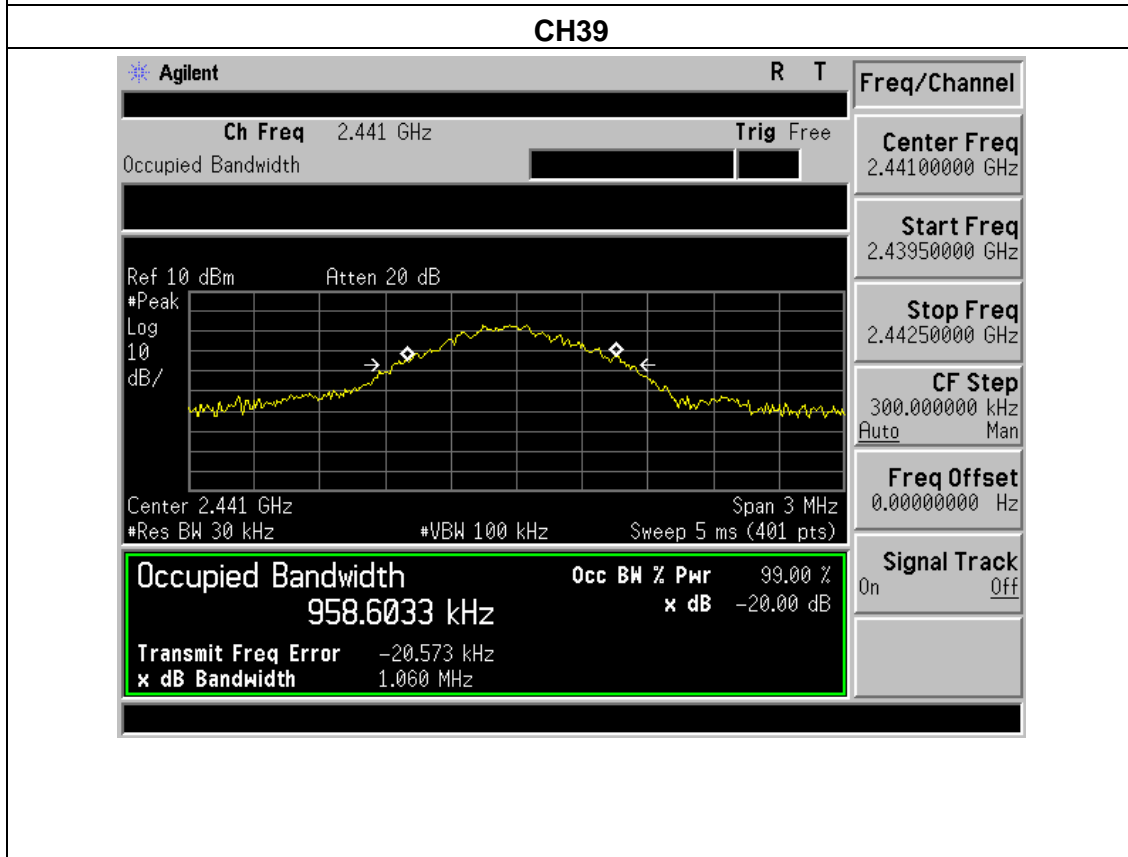 CH39
Agilent R T
Freq/Channel
Ch Freq 2.441 GHz Trig Free
Occupied Bandwidth
Center Freq
2.44100000 GHz
Start Freq
2.43950000 GHz
Stop Freq
2.44250000 GHz
CF Step
300.000000 kHz
Auto Man
Freq Offset
0.00000000 Hz
Signal Track
On Off
Ref 10 dBm Atten 20 dB
#Peak
Log
10
dB/
Center 2.441 GHz Span 3 MHz
#Res BW 30 kHz #VBW 100 kHz Sweep 5 ms (401 pts)
Occupied Bandwidth Occ BW % Pwr 99.00 %
958.6033 kHz x dB -20.00 dB
Transmit Freq Error -20.573 kHz
x dB Bandwidth 1.060 MHz